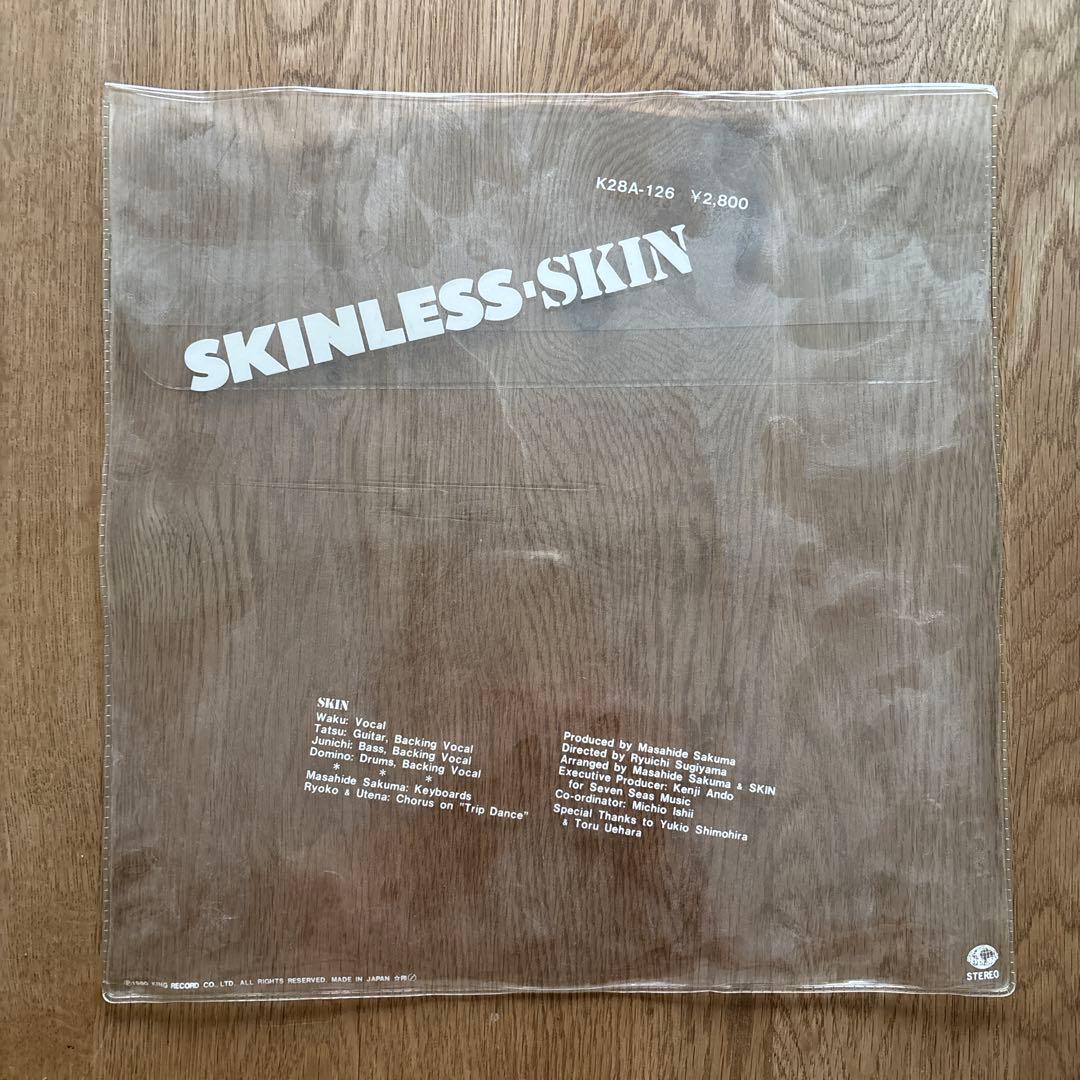 K28A-126 ¥2,800
SKINLESS·SKIN
SKIN
Waku: Vocal
Tatsu: Guitar, Backing Vocal
Junichi: Bass, Backing Vocal
Domino: Drums, Backing Vocal
* * *
Masahide Sakuma: Keyboards
Ryoko & Utena: Chorus on "Trip Dance"
Produced by Masahide Sakuma
Directed by Ryuichi Sugiyama
Arranged by Masahide Sakuma & SKIN
Executive Producer: Kenji Ando
for Seven Seas Music
Co-ordinator: Michio Ishii
Special Thanks to Yukio Shimohira
& Toru Uehara
℗1980 KING RECORD CO., LTD. ALL RIGHTS RESERVED. MADE IN JAPAN
STEREO